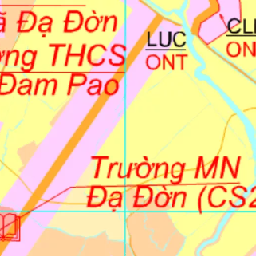 ã Đạ Đờn
ờng THCS
Đam Pao
LUC
ONT
CL
ON
Trường MN
Đạ Đờn (CS2